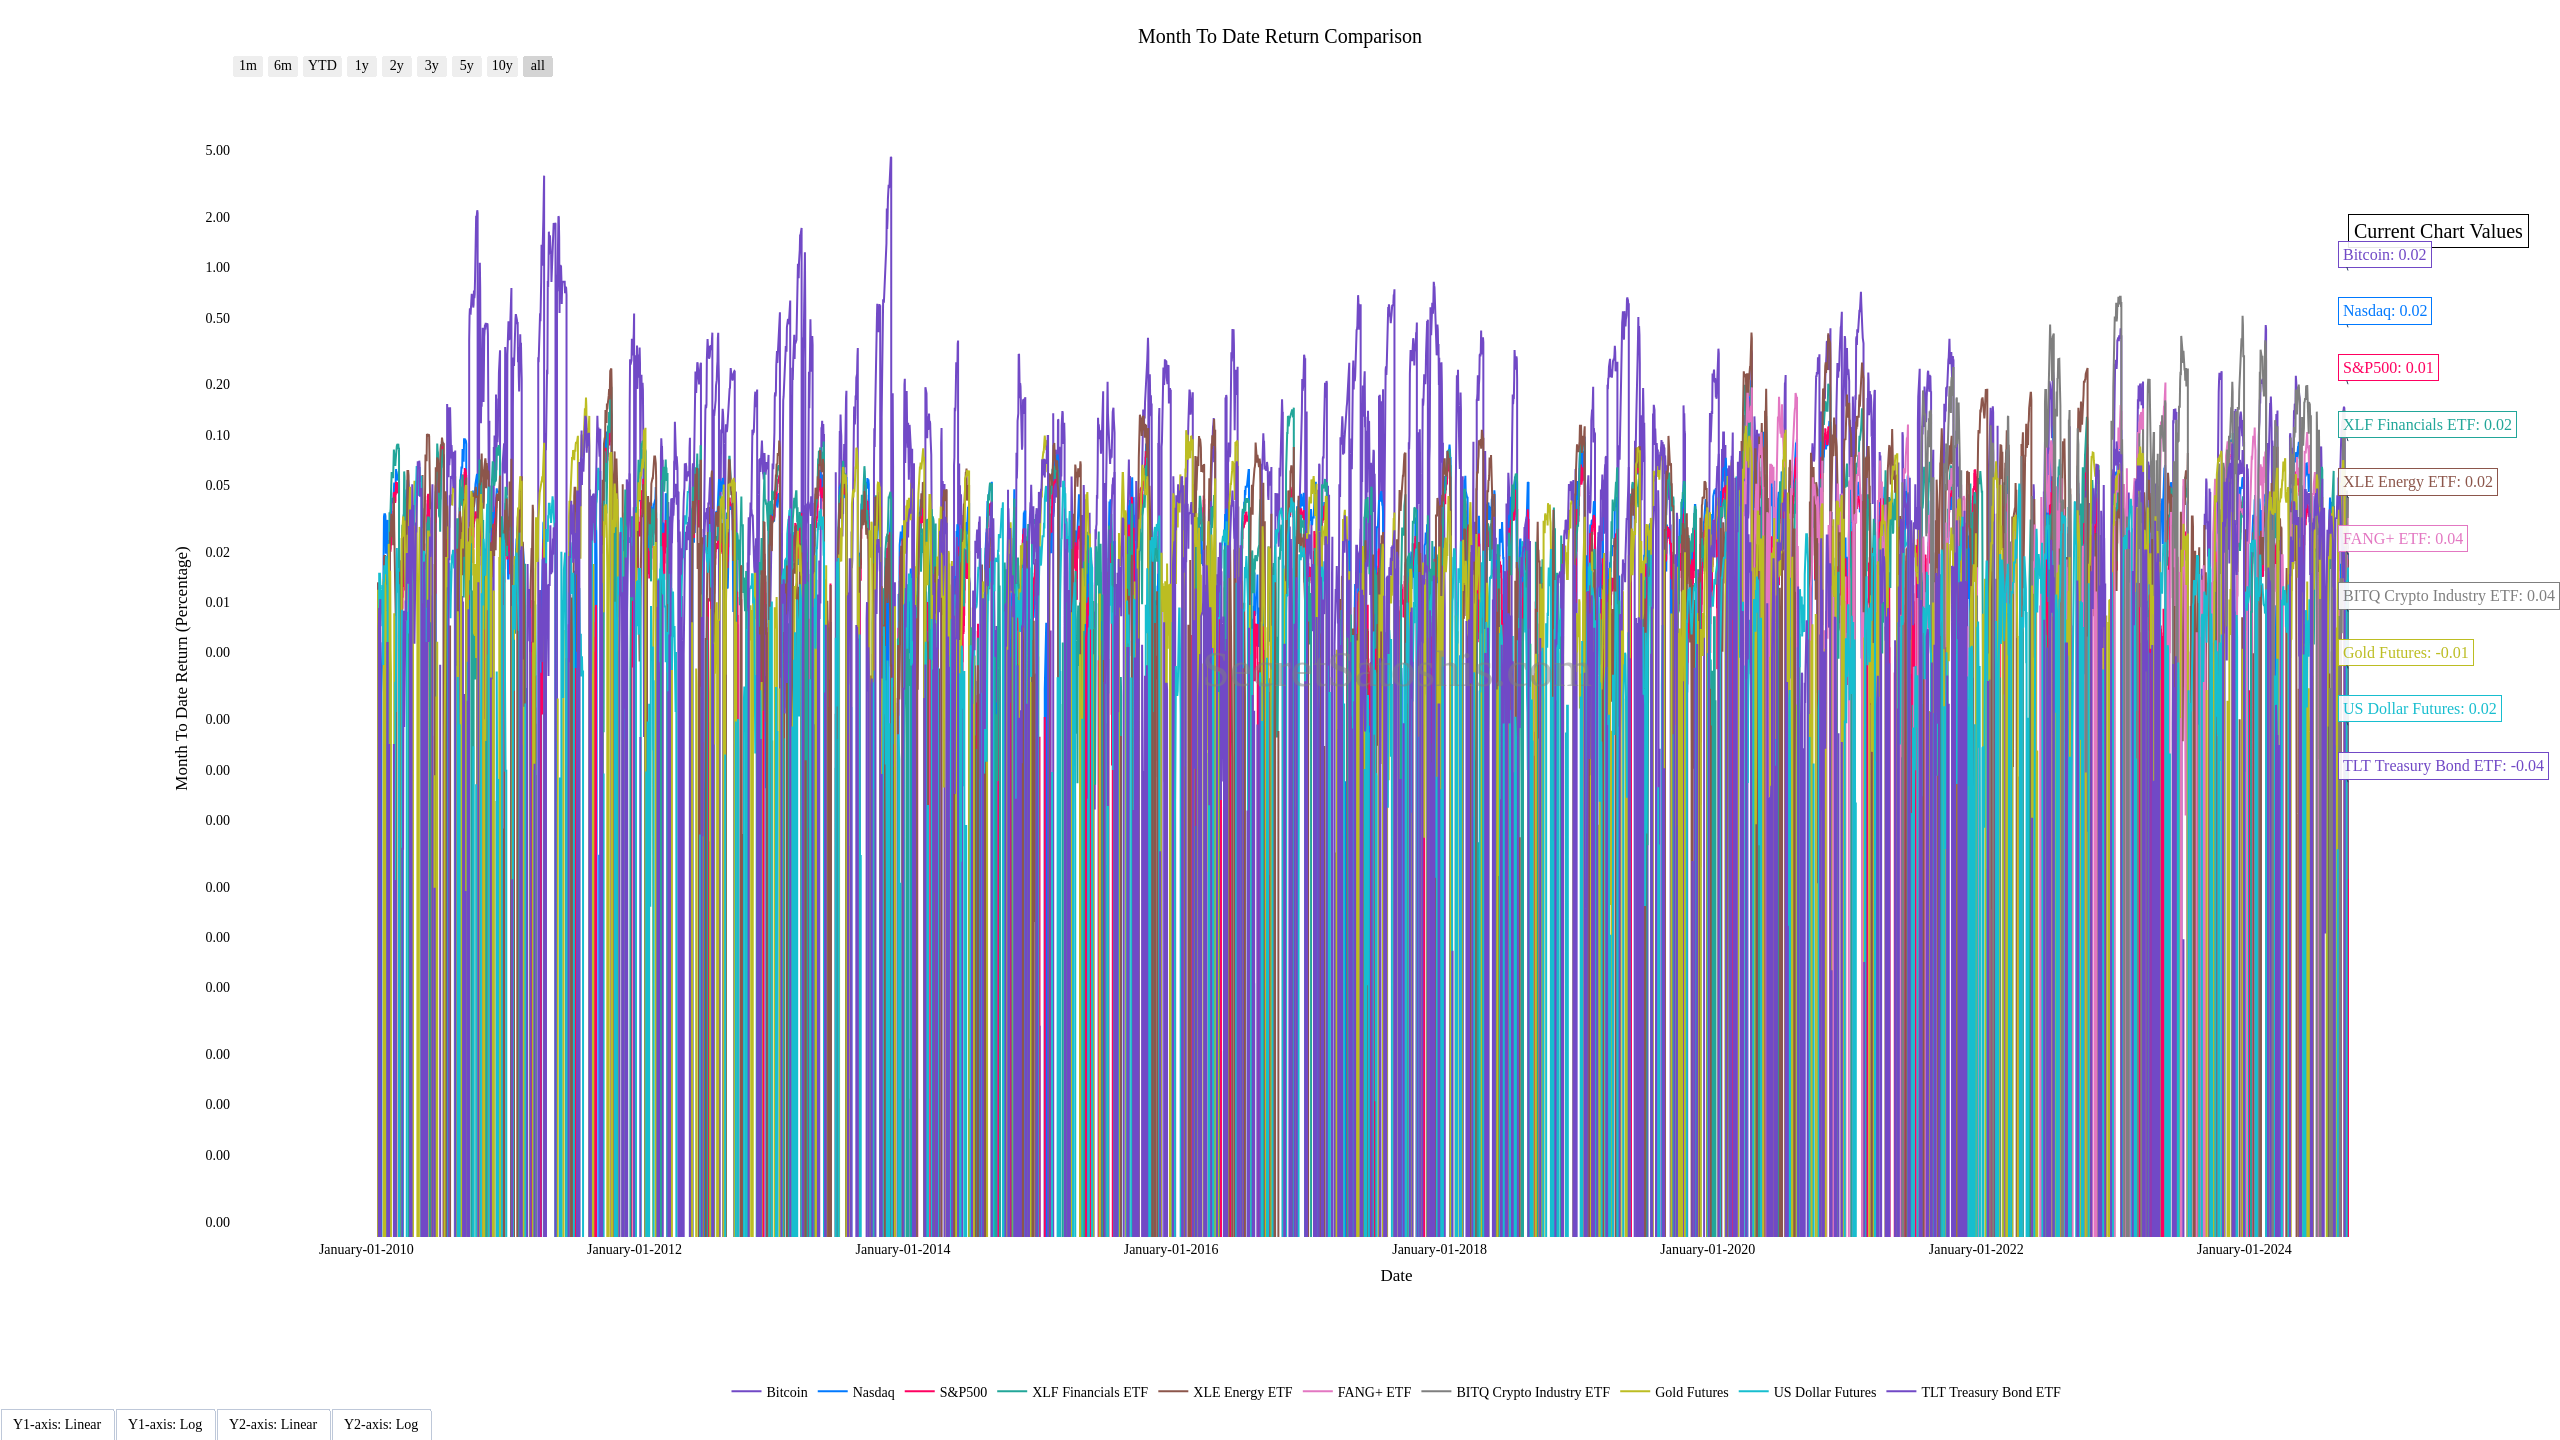 Month To Date Return Comparison
1m 6m YTD 1y 2y 3y 5y 10y all
5.00
2.00
1.00
0.50
0.20
0.10
0.05
0.02
0.01
0.00
0.00
0.00
0.00
0.00
0.00
0.00
0.00
0.00
0.00
0.00
Month To Date Return (Percentage)
Current Chart Values
Bitcoin: 0.02
Nasdaq: 0.02
S&P500: 0.01
XLF Financials ETF: 0.02
XLE Energy ETF: 0.02
FANG+ ETF: 0.04
BITQ Crypto Industry ETF: 0.04
Gold Futures: -0.01
US Dollar Futures: 0.02
TLT Treasury Bond ETF: -0.04
January-01-2010 January-01-2012 January-01-2014 January-01-2016 January-01-2018 January-01-2020 January-01-2022 January-01-2024
Date
Bitcoin Nasdaq S&P500 XLF Financials ETF XLE Energy ETF FANG+ ETF BITQ Crypto Industry ETF Gold Futures US Dollar Futures TLT Treasury Bond ETF
Y1-axis: Linear Y1-axis: Log Y2-axis: Linear Y2-axis: Log